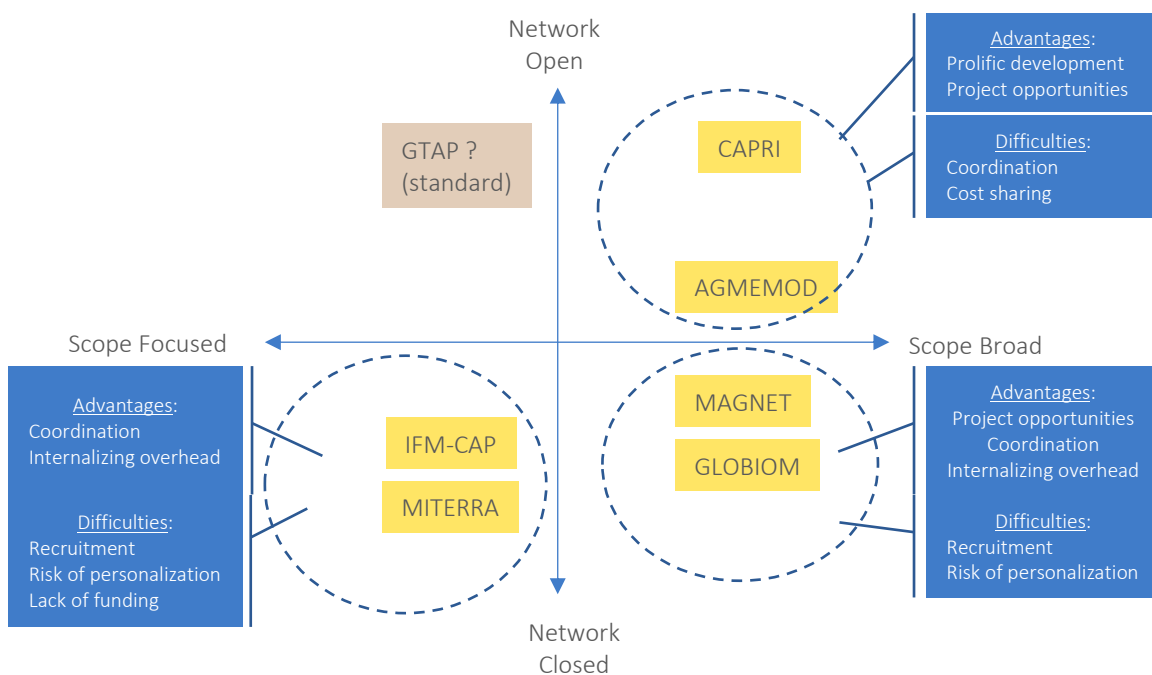 Network
Open
Advantages:
Prolific development
Project opportunities
Difficulties:
Coordination
Cost sharing
GTAP ?
(standard)
CAPRI
AGMEMOD
Scope Focused
Scope Broad
Advantages:
Coordination
Internalizing overhead
Difficulties:
Recruitment
Risk of personalization
Lack of funding
IFM-CAP
MITERRA
MAGNET
GLOBIOM
Advantages:
Project opportunities
Coordination
Internalizing overhead
Difficulties:
Recruitment
Risk of personalization
Network
Closed